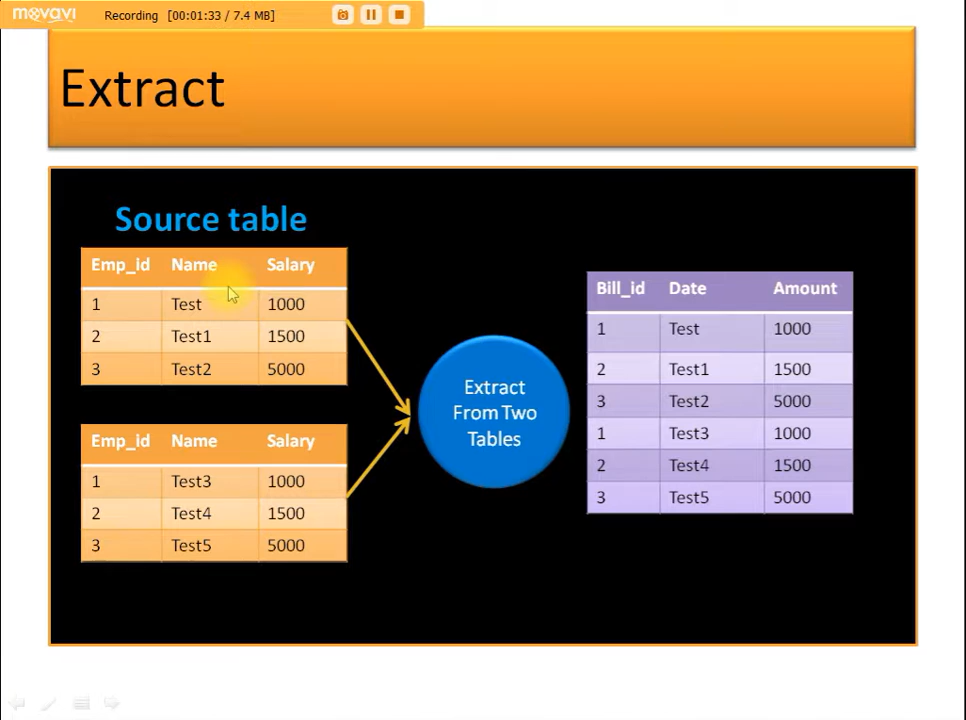 movavi Recording [00:01:33 / 7.4 MB]
Extract
Source table
Emp_id Name Salary
1 Test 1000
2 Test1 1500
3 Test2 5000
Emp_id Name Salary
1 Test3 1000
2 Test4 1500
3 Test5 5000
Extract
From Two
Tables
Bill_id Date Amount
1 Test 1000
2 Test1 1500
3 Test2 5000
1 Test3 1000
2 Test4 1500
3 Test5 5000